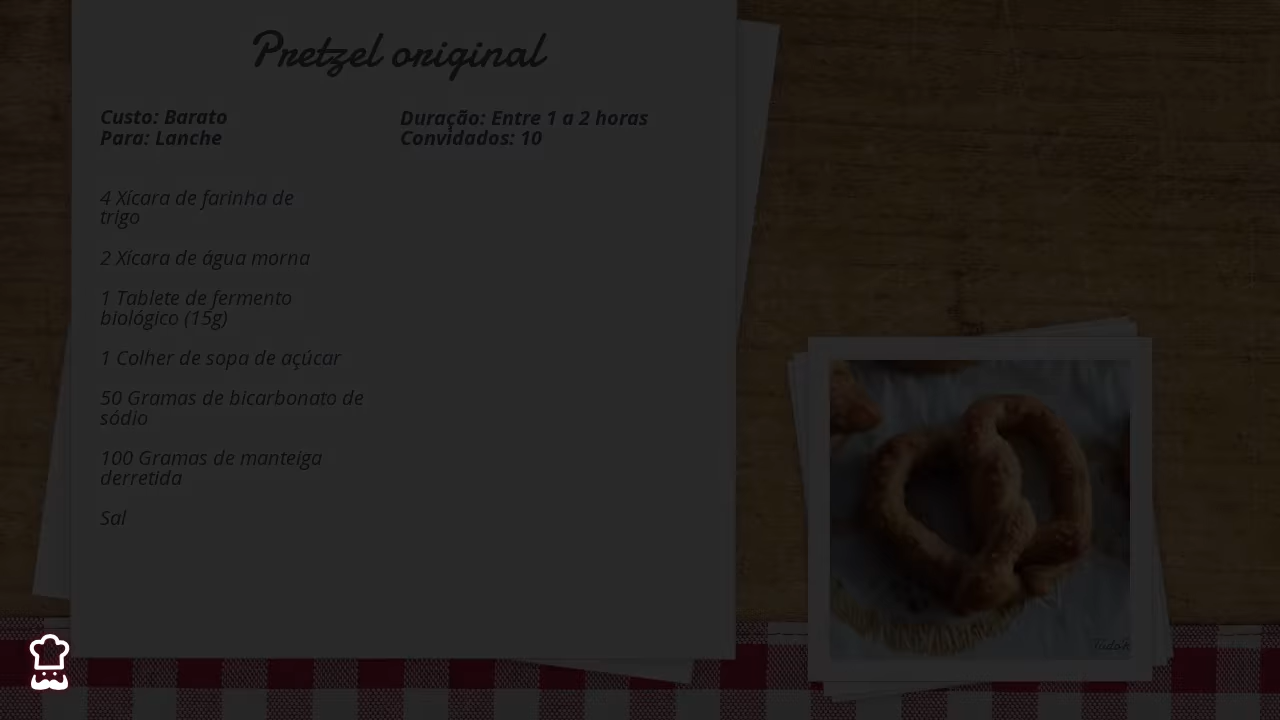 Pretzel original
Custo: Barato
Para: Lanche
Duração: Entre 1 a 2 horas
Convidados: 10
4 Xícara de farinha de
trigo
2 Xícara de água morna
1 Tablete de fermento
biológico (15g)
1 Colher de sopa de açúcar
50 Gramas de bicarbonato de
sódio
100 Gramas de manteiga
derretida
Sal